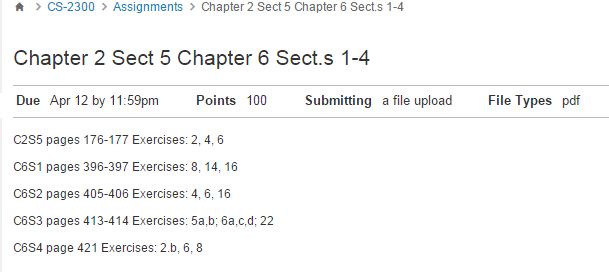 CS-2300 > Assignments > Chapter 2 Sect 5 Chapter 6 Sect.s 1-4
Chapter 2 Sect 5 Chapter 6 Sect.s 1-4
Due Apr 12 by 11:59pm Points 100 Submitting a file upload File Types pdf
C2S5 pages 176-177 Exercises: 2, 4, 6
C6S1 pages 396-397 Exercises: 8, 14, 16
C6S2 pages 405-406 Exercises: 4, 6, 16
C6S3 pages 413-414 Exercises: 5a,b; 6a,c,d; 22
C6S4 page 421 Exercises: 2.b, 6, 8